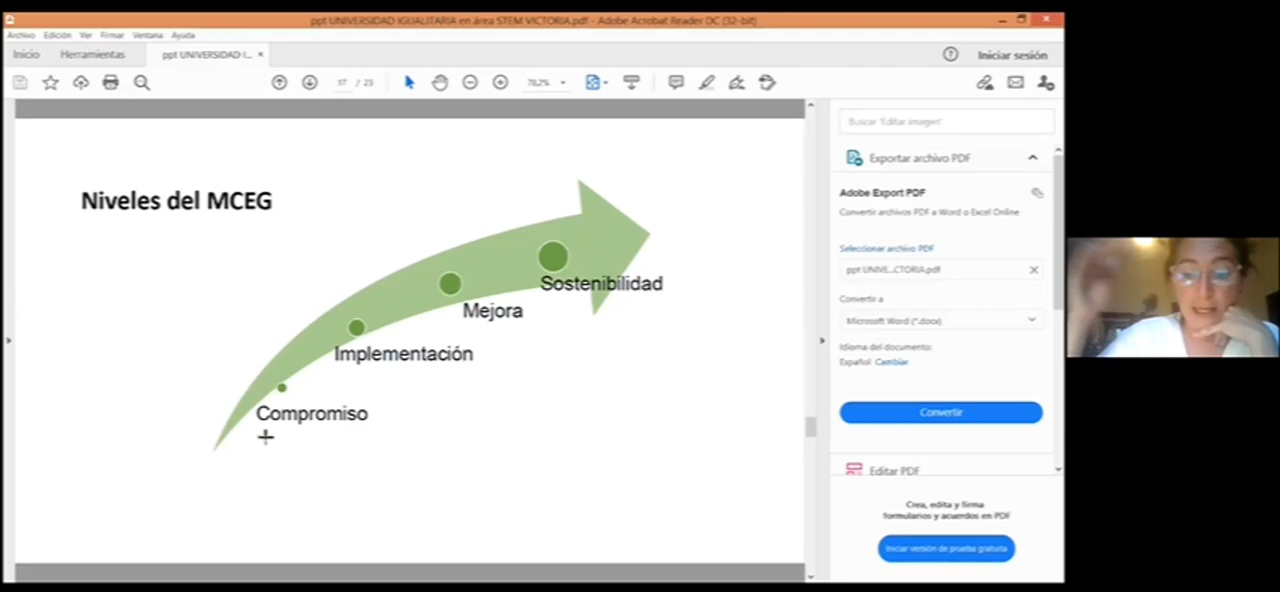 ppt UNIVERSIDAD IGUALITARIA en área STEM VICTORIA.pdf - Adobe Acrobat Reader DC (32-bit)
Archivo Edición Ver Firmar Ventana Ayuda
Inicio Herramientas ppt UNIVERSIDAD I... × Iniciar sesión
17 / 23 78,2%
Niveles del MCEG
Sostenibilidad
Mejora
Implementación
Compromiso
Buscar 'Editar imagen'
Exportar archivo PDF
Adobe Export PDF
Convertir archivos PDF a Word o Excel Online
Seleccionar archivo PDF
ppt UNIVE...CTORIA.pdf
Convertir a
Microsoft Word (*.docx)
Idioma del documento:
Español Cambiar
Convertir
Editar PDF
Crea, edita y firma
formularios y acuerdos en PDF
Iniciar versión de prueba gratuita